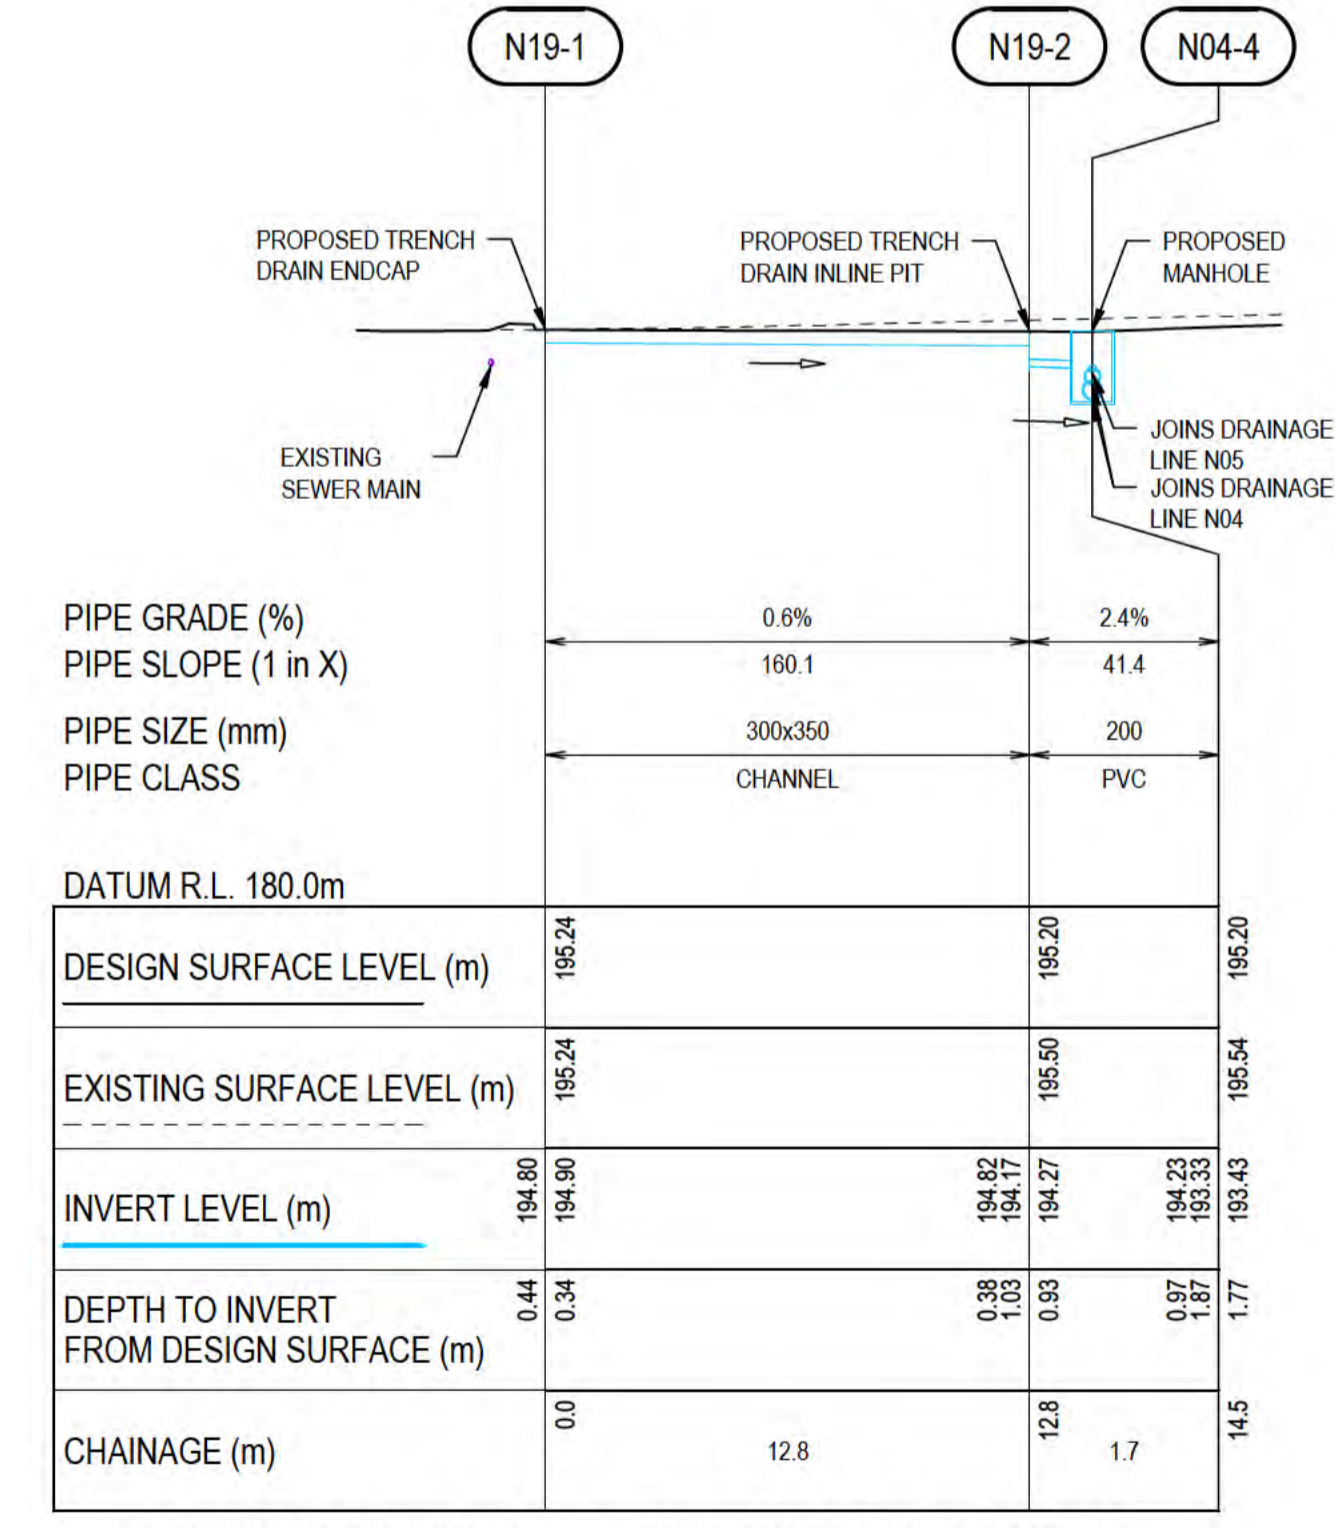 N19-1
N19-2
N04-4
PROPOSED TRENCH
DRAIN ENDCAP
PROPOSED TRENCH
DRAIN INLINE PIT
PROPOSED
MANHOLE
EXISTING
SEWER MAIN
JOINS DRAINAGE
LINE N05
JOINS DRAINAGE
LINE N04
PIPE GRADE (%)
0.6%
2.4%
PIPE SLOPE (1 in X)
160.1
41.4
PIPE SIZE (mm)
300x350
200
PIPE CLASS
CHANNEL
PVC
DATUM R.L. 180.0m
DESIGN SURFACE LEVEL (m)
195.24
195.20
195.20
EXISTING SURFACE LEVEL (m)
195.24
195.50
195.54
INVERT LEVEL (m)
194.80
194.90
194.82
194.17
194.27
194.23
193.33
193.43
DEPTH TO INVERT
FROM DESIGN SURFACE (m)
0.44
0.34
0.38
1.03
0.93
0.97
1.87
1.77
CHAINAGE (m)
0.0
12.8
12.8
1.7
14.5